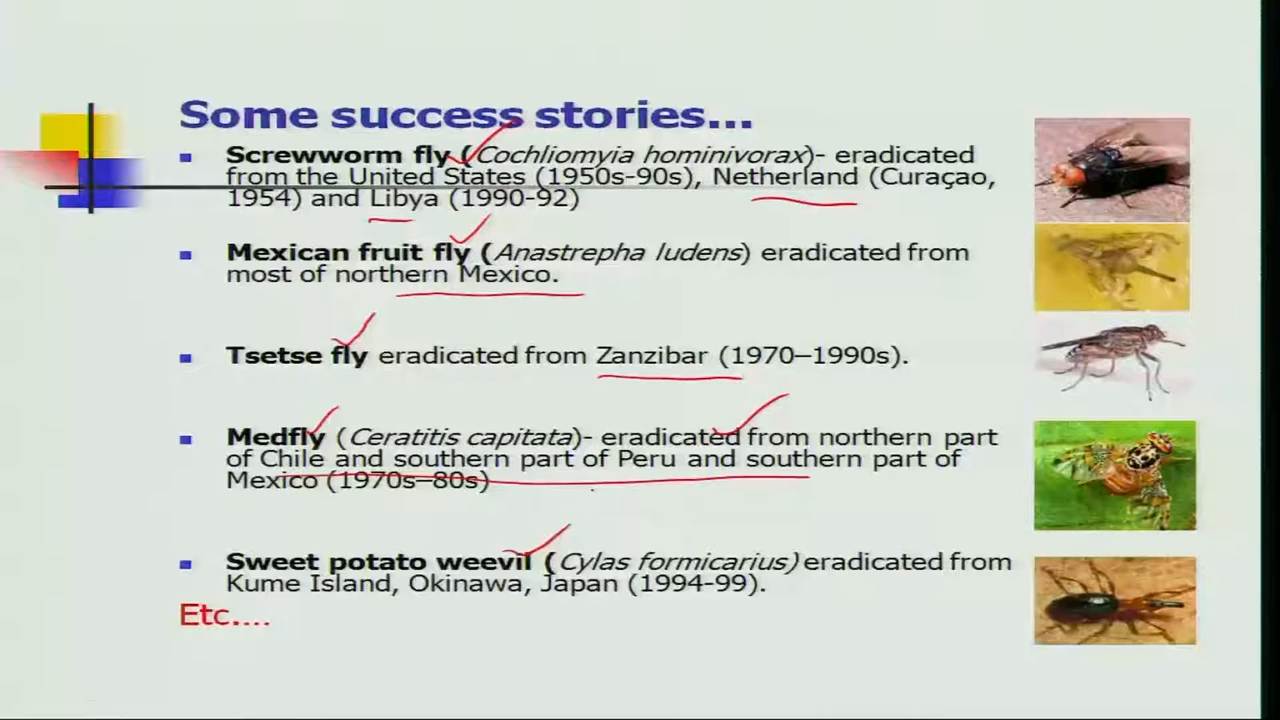 Some success stories...
Screwworm fly (Cochliomyia hominivorax)- eradicated
from the United States (1950s-90s), Netherland (Curaçao,
1954) and Libya (1990-92)
Mexican fruit fly (Anastrepha ludens) eradicated from
most of northern Mexico.
Tsetse fly eradicated from Zanzibar (1970–1990s).
Medfly (Ceratitis capitata)- eradicated from northern part
of Chile and southern part of Peru and southern part of
Mexico (1970s–80s)
Sweet potato weevil (Cylas formicarius) eradicated from
Kume Island, Okinawa, Japan (1994-99).
Etc....